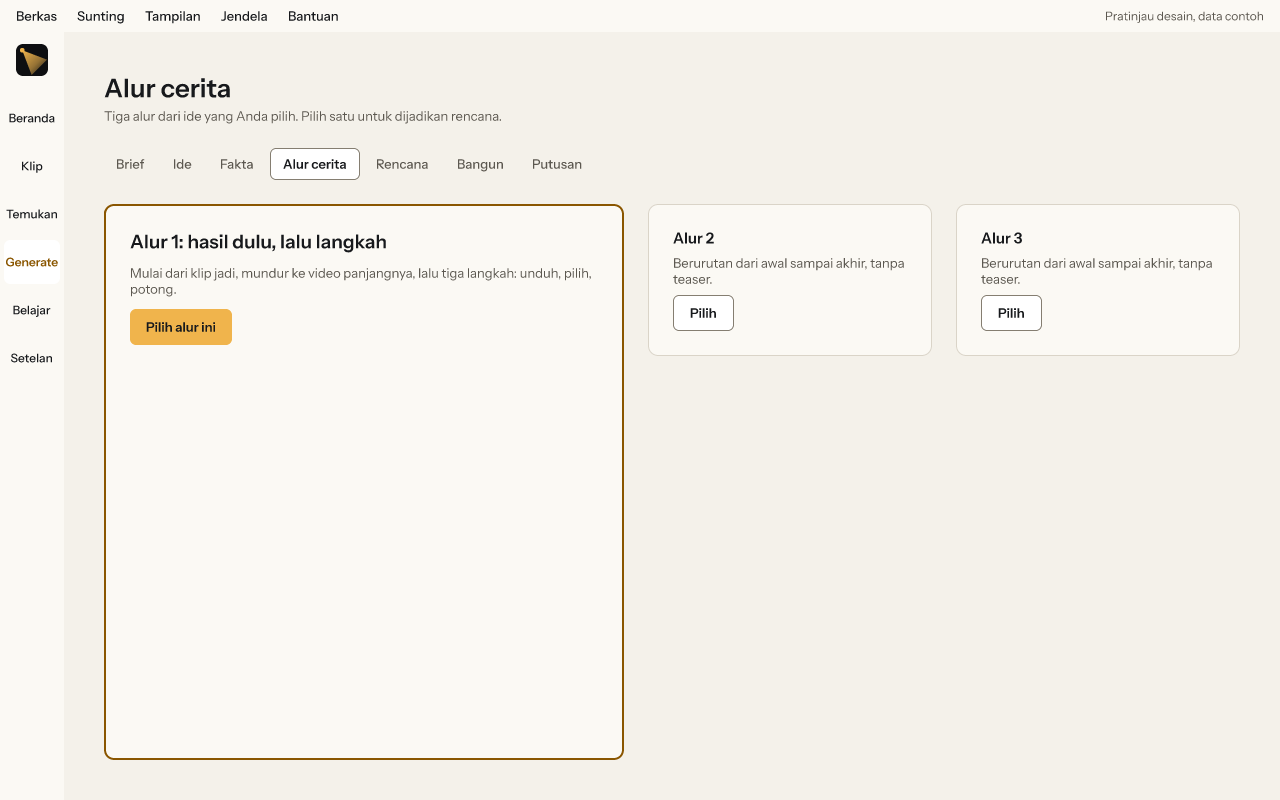 Berkas Sunting Tampilan Jendela Bantuan
Pratinjau desain, data contoh
Beranda
Klip
Temukan
Generate
Belajar
Setelan
Alur cerita
Tiga alur dari ide yang Anda pilih. Pilih satu untuk dijadikan rencana.
Brief Ide Fakta Alur cerita Rencana Bangun Putusan
Alur 1: hasil dulu, lalu langkah
Mulai dari klip jadi, mundur ke video panjangnya, lalu tiga langkah: unduh, pilih,
potong.
Pilih alur ini
Alur 2
Berurutan dari awal sampai akhir, tanpa
teaser.
Pilih
Alur 3
Berurutan dari awal sampai akhir, tanpa
teaser.
Pilih